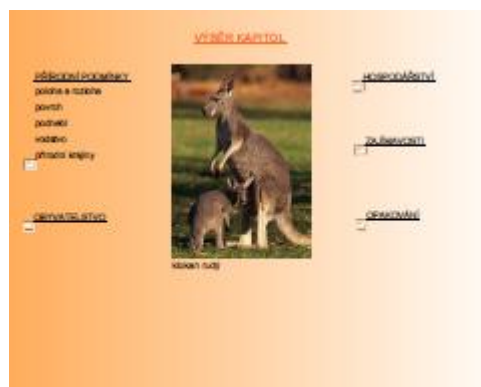 VÝBĚR KAPITOL
PŘÍRODNÍ PODMÍNKY
poloha a rozloha
povrch
podnebí
vodstvo
přírodní krajiny
OBYVATELSTVO
klokan rudý
HOSPODÁŘSTVÍ
ZAJÍMAVOSTI
OPAKOVÁNÍ